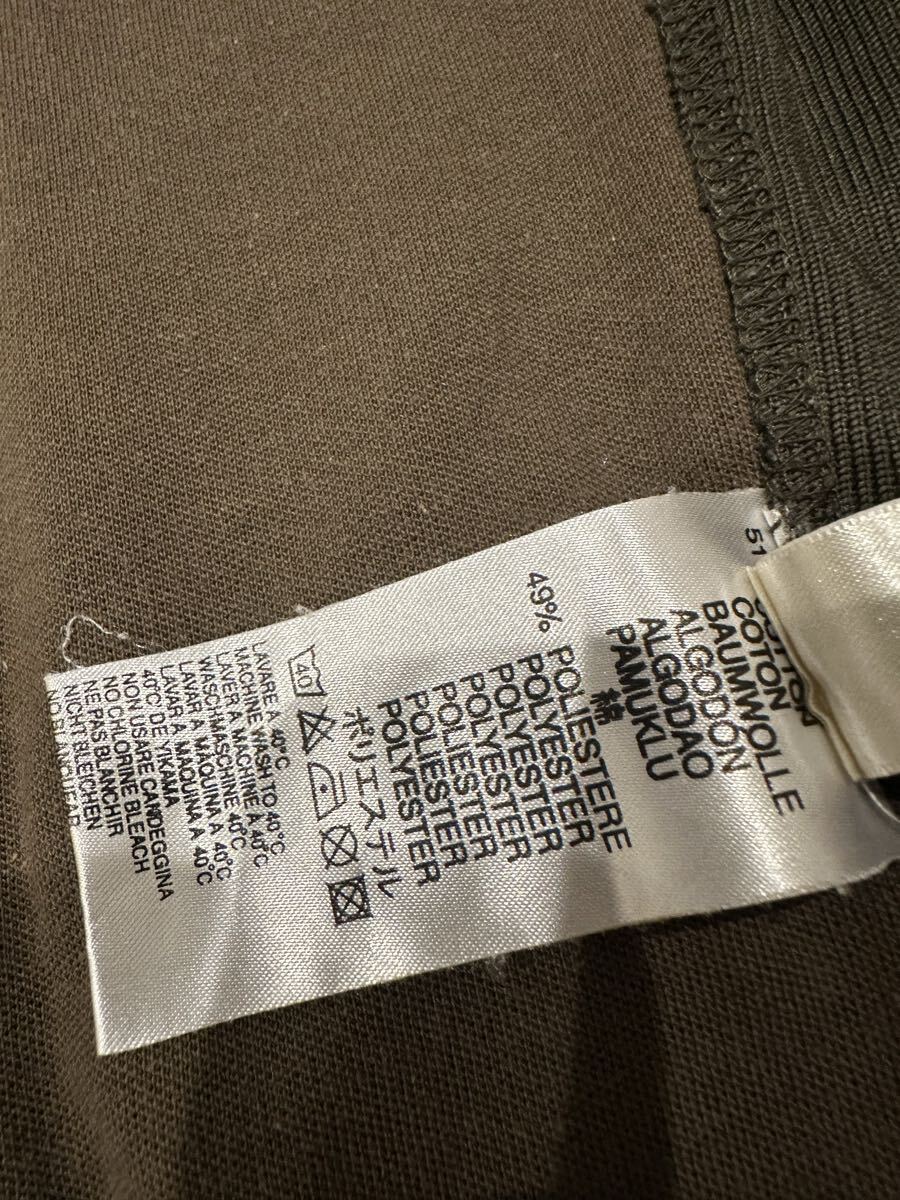 51
COTTON
COTON
BAUMWOLLE
ALGODÓN
ALGODAO
PAMUKLU
綿
49% POLIESTERE
POLYESTER
POLYESTER
POLYESTER
POLIESTER
POLIESTER
POLYESTER
ポリエステル
40
LAVARE A 40°C
MACHINE WASH TO 40°C
LAVER A MACHINE A 40°C
WASCHMASCHINE 40°C
LAVAR A MAQUINA A 40°C
LAVAR Á MAQUINA A 40°C
40°C DE YIKAMA
NON USARE CANDEGGINA
NO CHLORINE BLEACH
NE PAS BLANCHIR
NICHT BLEICHEN